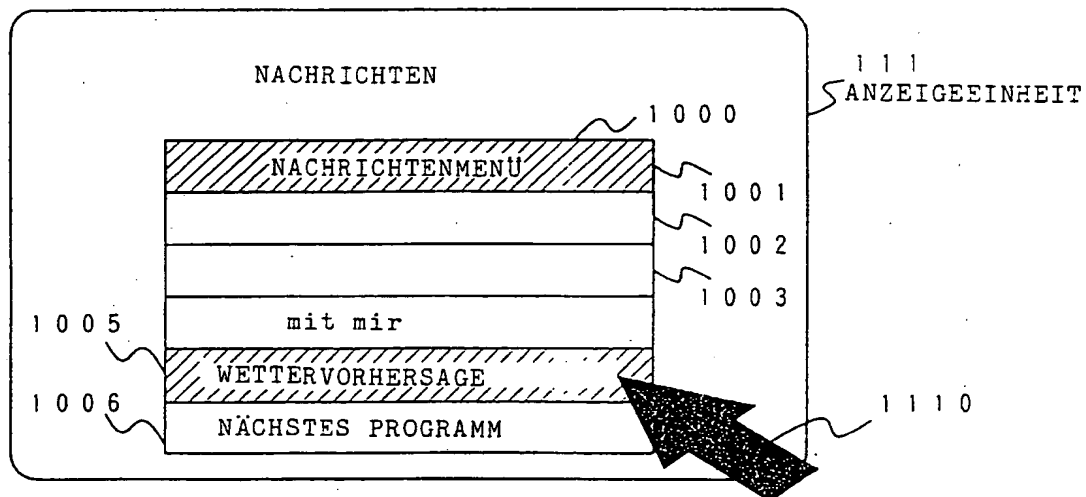 NACHRICHTEN
111
ANZEIGEEINHEIT
1000
NACHRICHTENMENÜ
1001
1002
1003
mit mir
1005
WETTERVORHERSAGE
1006
NÄCHSTES PROGRAMM
1110